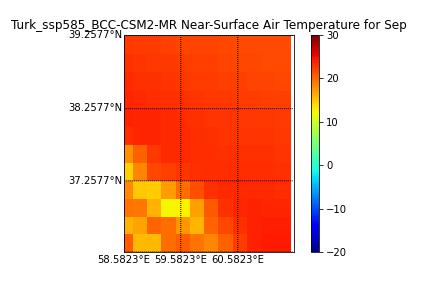 Turk_ssp585_BCC-CSM2-MR Near-Surface Air Temperature for Sep
39.2577°N
38.2577°N
37.2577°N
58.5823°E 59.5823°E 60.5823°E
30
20
10
0
−10
−20